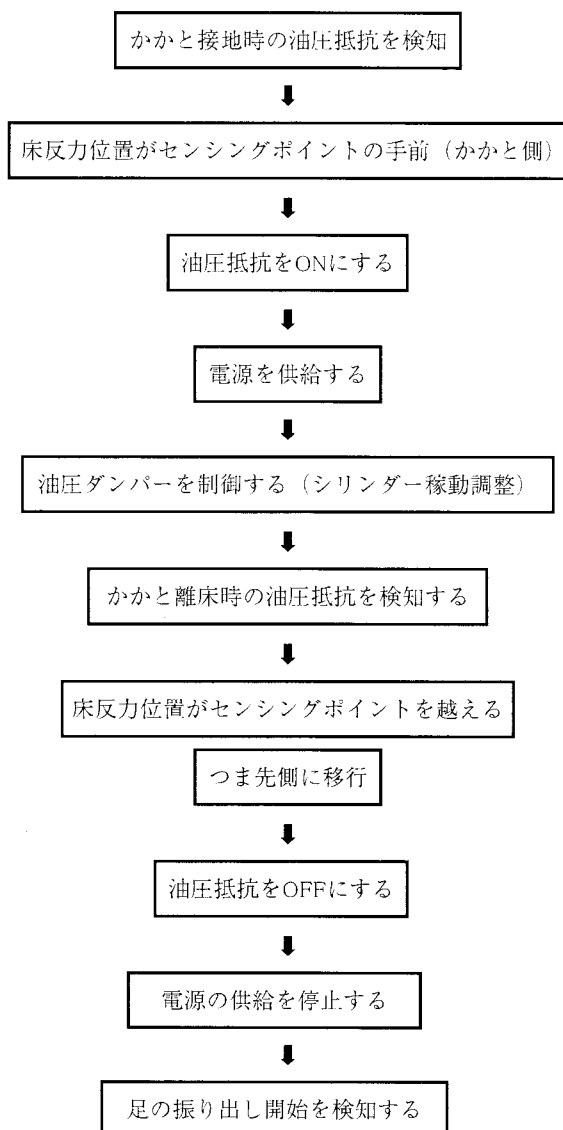 かかと接地時の油圧抵抗を検知
床反力位置がセンシングポイントの手前(かかと側)
油圧抵抗をONにする
電源を供給する
油圧ダンパーを制御する(シリンダー稼動調整)
かかと離床時の油圧抵抗を検知する
床反力位置がセンシングポイントを越える
つま先側に移行
油圧抵抗をOFFにする
電源の供給を停止する
足の振り出し開始を検知する